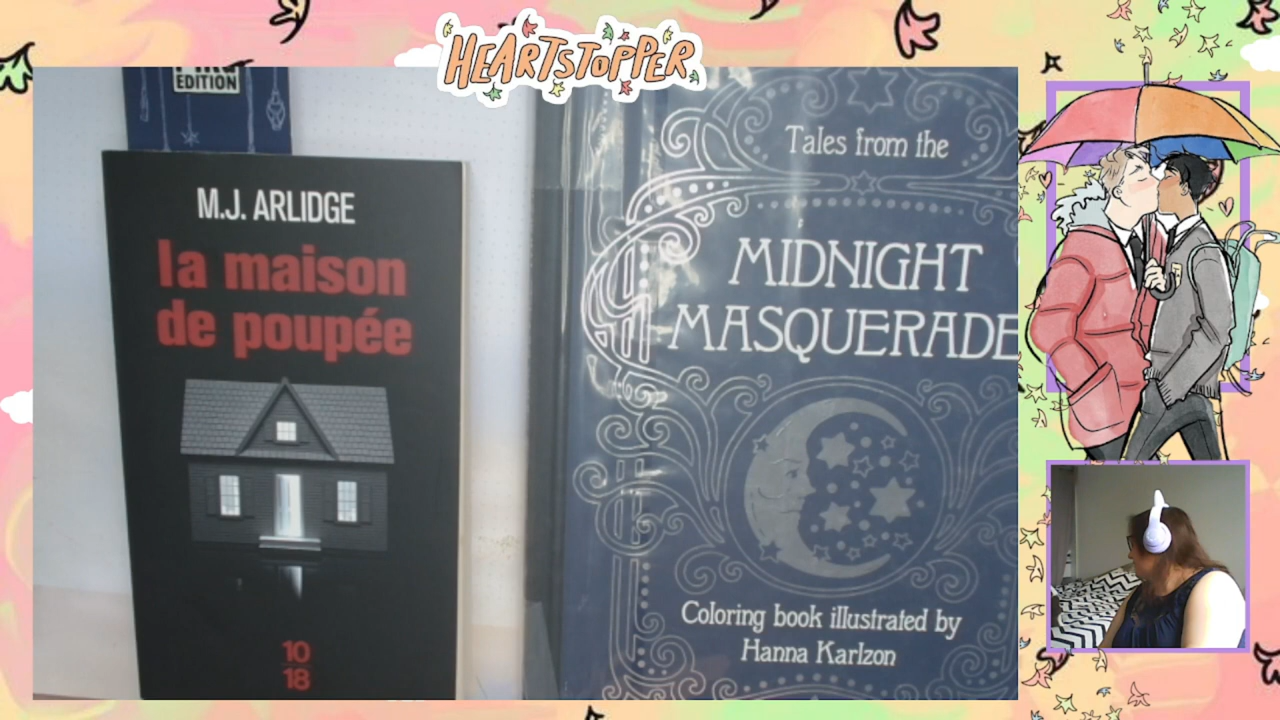 HEARTSTOPPER
EDITION
M.J. ARLIDGE
la maison
de poupée
10
18
Tales from the
MIDNIGHT
MASQUERADE
Coloring book illustrated by
Hanna Karlzon